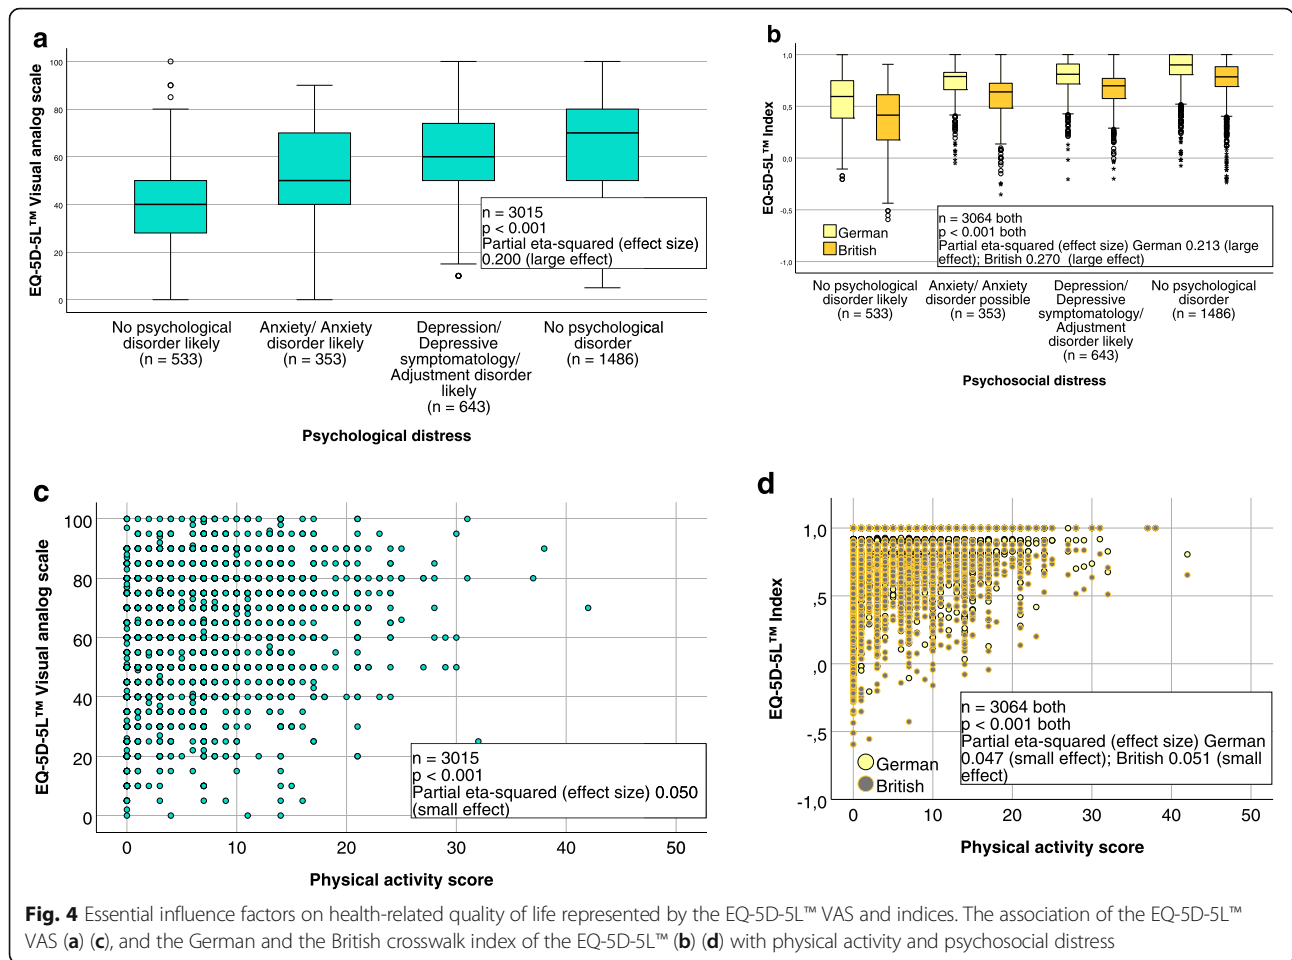 a
EQ-5D-5L™ Visual analog scale
100
80
60
40
20
0
n = 3015
p < 0.001
Partial eta-squared (effect size)
0.200 (large effect)
No psychological
disorder likely
(n = 533)
Anxiety/ Anxiety
disorder likely
(n = 353)
Depression/
Depressive
symptomatology/
Adjustment disorder
likely
(n = 643)
No psychological
disorder
(n = 1486)
Psychological distress
b
EQ-5D-5L™ Index
1,0
0,5
0,0
-0,5
-1,0
German
British
n = 3064 both
p < 0.001 both
Partial eta-squared (effect size) German 0.213 (large
effect); British 0.270 (large effect)
No psychological
disorder likely
(n = 533)
Anxiety/ Anxiety
disorder possible
(n = 353)
Depression/
Depressive
symptomatology/
Adjustment
disorder likely
(n = 643)
No psychological
disorder
(n = 1486)
Psychosocial distress
c
EQ-5D-5L™ Visual analog scale
100
80
60
40
20
0
n = 3015
p < 0.001
Partial eta-squared (effect size) 0.050
(small effect)
0 10 20 30 40 50
Physical activity score
d
EQ-5D-5L™ Index
1,0
,5
,0
-,5
-1,0
n = 3064 both
p < 0.001 both
Partial eta-squared (effect size) German
0.047 (small effect); British 0.051 (small
effect)
German
British
0 10 20 30 40 50
Physical activity score
Fig. 4 Essential influence factors on health-related quality of life represented by the EQ-5D-5L™ VAS and indices. The association of the EQ-5D-5L™
VAS (a) (c), and the German and the British crosswalk index of the EQ-5D-5L™ (b) (d) with physical activity and psychosocial distress